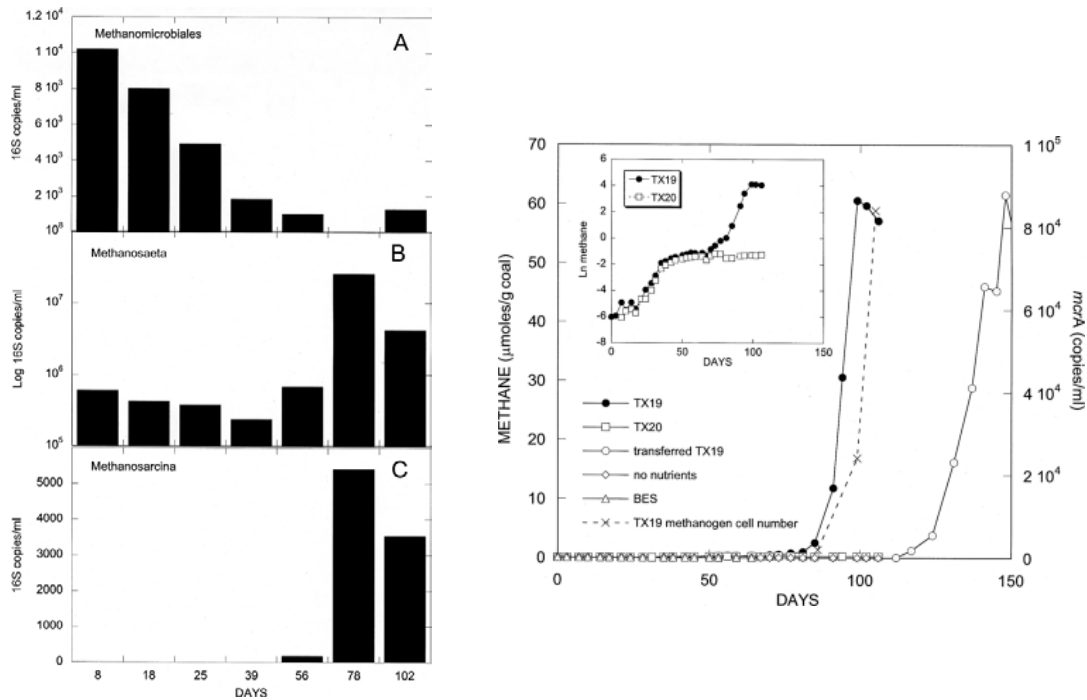 1.2 10⁴
Methanomicrobiales
A
1 10⁴
8 10³
6 10³
4 10³
2 10³
16S copies/ml
Methanosaeta
B
10⁷
10⁶
10⁵
Log 16S copies/ml
Methanosarcina
C
5000
4000
3000
2000
1000
0
16S copies/ml
8 18 25 39 56 78 102
DAYS
70
60
50
40
30
20
10
0
METHANE (μmoles/g coal)
6
4
2
0
-2
-4
-6
-8
Ln methane
TX19
TX20
0 50 100 150
DAYS
TX19
TX20
transferred TX19
no nutrients
BES
TX19 methanogen cell number
0 50 100 150
DAYS
1 10⁵
8 10⁴
6 10⁴
4 10⁴
2 10⁴
0
mcrA (copies/ml)